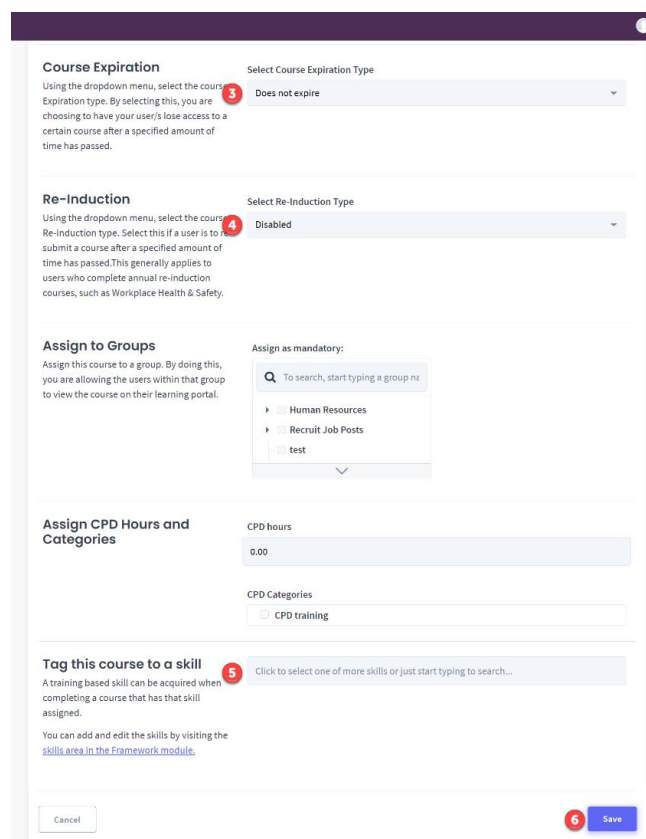 Course Expiration
Using the dropdown menu, select the course
Expiration type. By selecting this, you are
choosing to have your user/s lose access to a
certain course after a specified amount of
time has passed.
Select Course Expiration Type
3
Does not expire
Re-Induction
Using the dropdown menu, select the course
Re-Induction type. Select this if a user is to
submit a course after a specified amount of
time has passed.This generally applies to
users who complete annual re-induction
courses, such as Workplace Health & Safety.
Select Re-Induction Type
4
Disabled
Assign to Groups
Assign this course to a group. By doing this,
you are allowing the users within that group
to view the course on their learning portal.
Assign as mandatory:
To search, start typing a group na
Human Resources
Recruit Job Posts
test
Assign CPD Hours and
Categories
CPD hours
0.00
CPD Categories
CPD training
Tag this course to a skill
A training based skill can be acquired when
completing a course that has that skill
assigned.
You can add and edit the skills by visiting the
skills area in the Framework module.
5
Click to select one of more skills or just start typing to search...
Cancel
6
Save